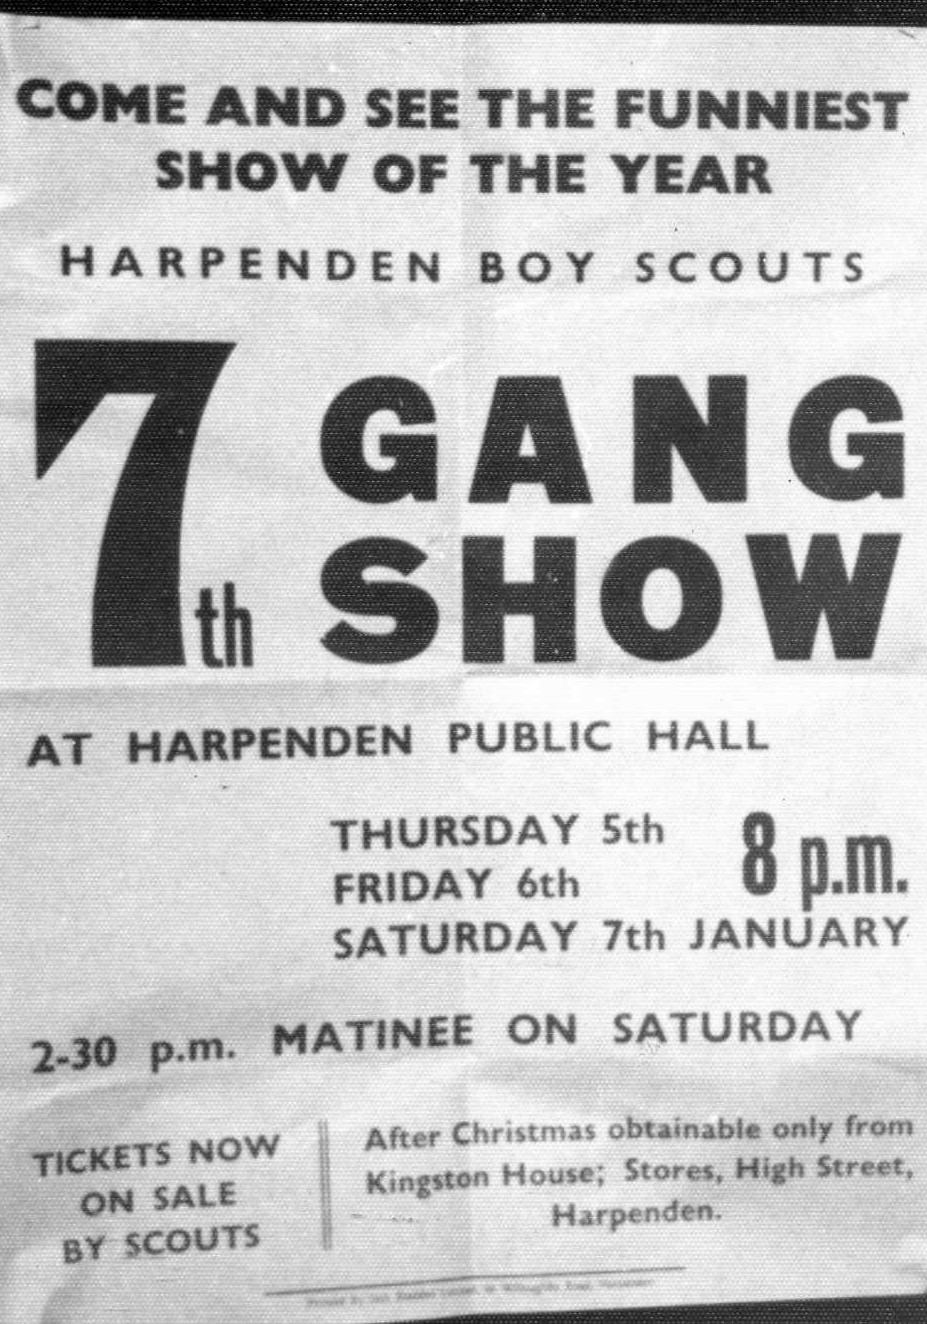 COME AND SEE THE FUNNIEST
SHOW OF THE YEAR
HARPENDEN BOY SCOUTS
7th GANG
SHOW
AT HARPENDEN PUBLIC HALL
THURSDAY 5th 8 p.m.
FRIDAY 6th
SATURDAY 7th JANUARY
2-30 p.m. MATINEE ON SATURDAY
TICKETS NOW
ON SALE
BY SCOUTS
After Christmas obtainable only from
Kingston House; Stores, High Street,
Harpenden.